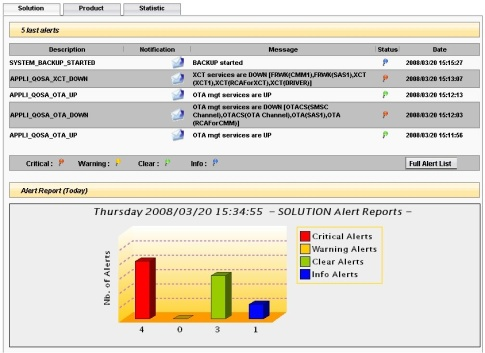 Solution Product Statistic
5 last alerts
Description Notification Message Status Date
SYSTEM_BACKUP_STARTED BACKUP started 2008/03/20 15:15:27
APPLI_QOSA_XCT_DOWN XCT services are DOWN [FRWK(CMM1),FRWK(SAS1),XCT
(XCT1),XCT(RCAForXCT),XCT(DRIVER)] 2008/03/20 15:13:07
APPLI_QOSA_OTA_UP OTA mgt services are UP 2008/03/20 15:12:13
APPLI_QOSA_OTA_DOWN OTA mgt services are DOWN [OTACS(SMSC
Channel),OTACS(OTA Channel),OTA(SAS1),OTA
(RCAForCMM)] 2008/03/20 15:12:03
APPLI_QOSA_OTA_UP OTA mgt services are UP 2008/03/20 15:11:56
Critical : Warning : Clear : Info : Full Alert List
Alert Report (Today)
Thursday 2008/03/20 15:34:55 - SOLUTION Alert Reports -
Nb. of Alerts
Critical Alerts
Warning Alerts
Clear Alerts
Info Alerts
4 0 3 1